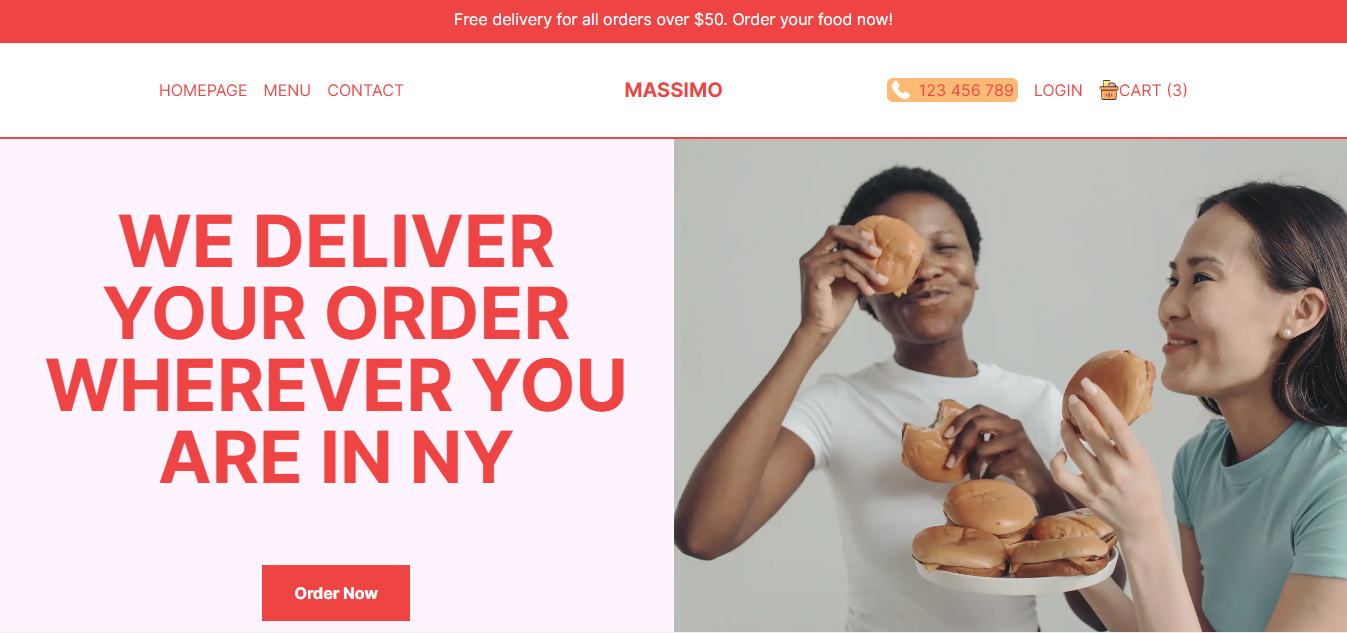 Free delivery for all orders over $50. Order your food now!
HOMEPAGE MENU CONTACT MASSIMO 123 456 789 LOGIN CART (3)
WE DELIVER
YOUR ORDER
WHEREVER YOU
ARE IN NY
Order Now